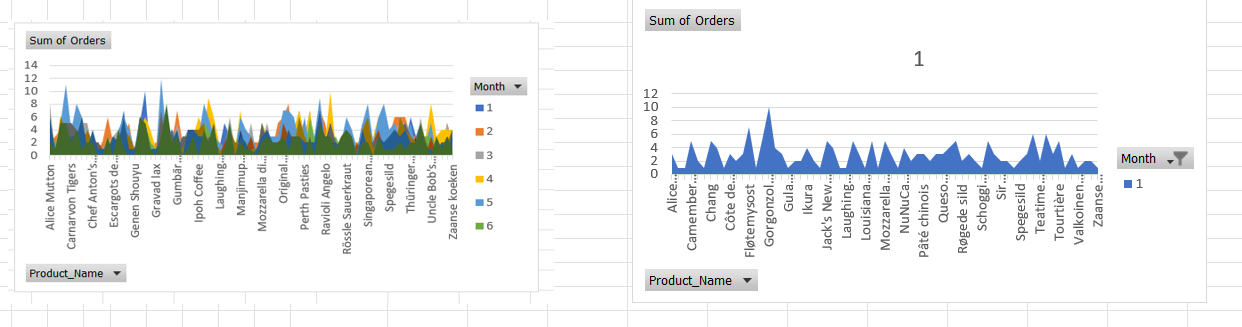 Sum of Orders
14
12
10
8
6
4
2
0
Alice Mutton
Carnarvon Tigers
Chef Anton's...
Escargots de...
Genen Shouyu
Gravad lax
Gumbär...
Ipoh Coffee
Laughing...
Manjimup...
Mozzarella di...
Original...
Perth Pasties
Ravioli Angelo
Rössle Sauerkraut
Singaporean...
Spegesild
Thüringer...
Uncle Bob's...
Zaanse koeken
Month
1
2
3
4
5
6
Product_Name
Sum of Orders
1
12
10
8
6
4
2
0
Alice...
Camember...
Chang
Côte de...
Fløtemysost
Gorgonzol...
Gula...
Ikura
Jack's New...
Laughing...
Louisiana...
Mozzarella...
NuNuCa...
Pâté chinois
Queso...
Røgede sild
Schoggi...
Sir...
Spegesild
Teatime...
Tourtière
Valkoinen...
Zaanse...
Month
1
Product_Name